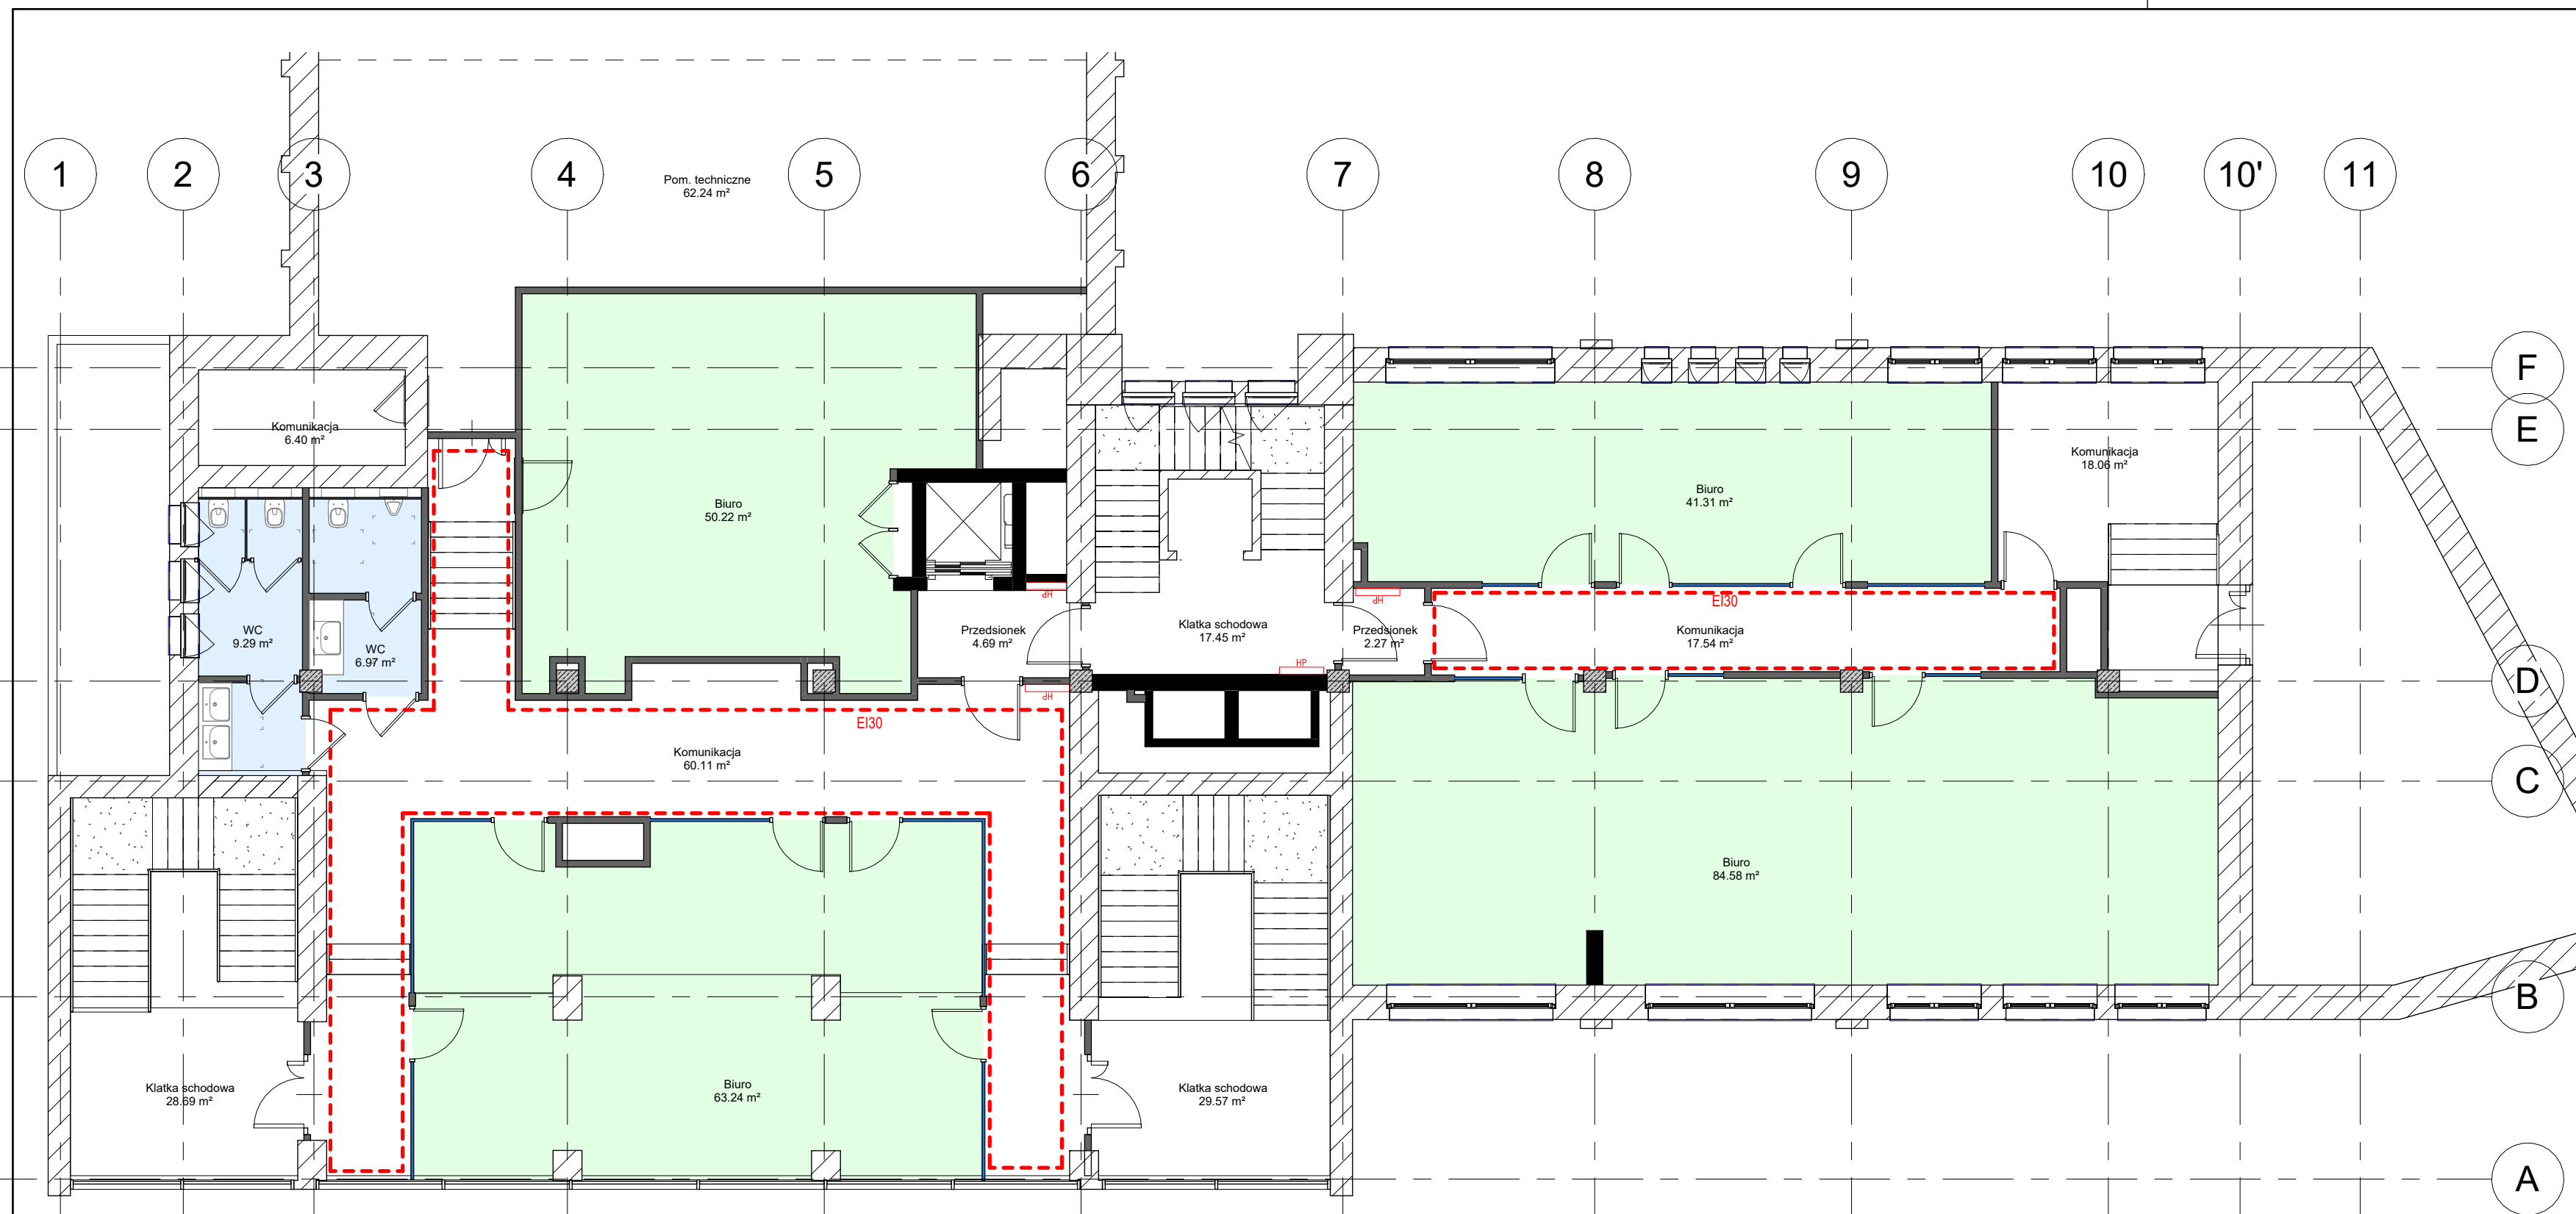 1
2
3
4
5
6
7
8
9
10
10'
11
Pom. techniczne
62.24 m²
F
E
D
C
B
A
Komunikacja
6.40 m²
Biuro
50.22 m²
Biuro
41.31 m²
Komunikacja
18.06 m²
HP
HP
EI30
WC
9.29 m²
WC
6.97 m²
Przedsionek
4.69 m²
Klatka schodowa
17.45 m²
Przedsionek
2.27 m²
Komunikacja
17.54 m²
HP
HP
EI30
Komunikacja
60.11 m²
Biuro
84.58 m²
Klatka schodowa
28.69 m²
Biuro
63.24 m²
Klatka schodowa
29.57 m²